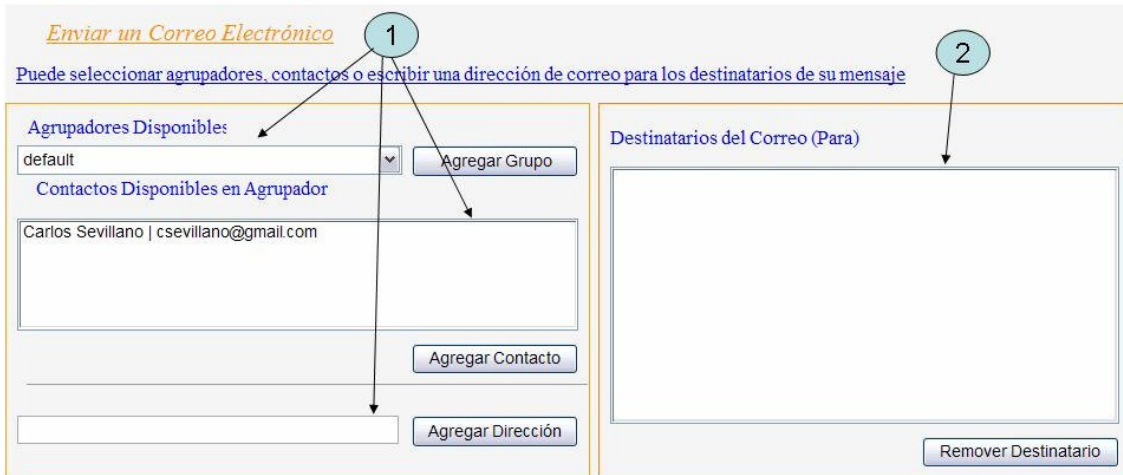 Enviar un Correo Electrónico
1
2
Puede seleccionar agrupadores, contactos o escribir una dirección de correo para los destinatarios de su mensaje
Agrupadores Disponibles
default
Agregar Grupo
Contactos Disponibles en Agrupador
Carlos Sevillano | csevillano@gmail.com
Agregar Contacto
Agregar Dirección
Destinatarios del Correo (Para)
Remover Destinatario